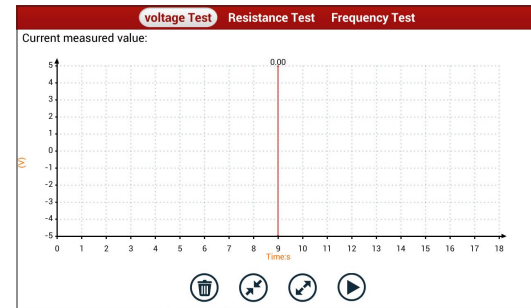 voltage Test Resistance Test Frequency Test
Current measured value:
0.00
5
4
3
2
1
0
-1
-2
-3
-4
-5
(V)
0 1 2 3 4 5 6 7 8 9 10 11 12 13 14 15 16 17 18
Time:s